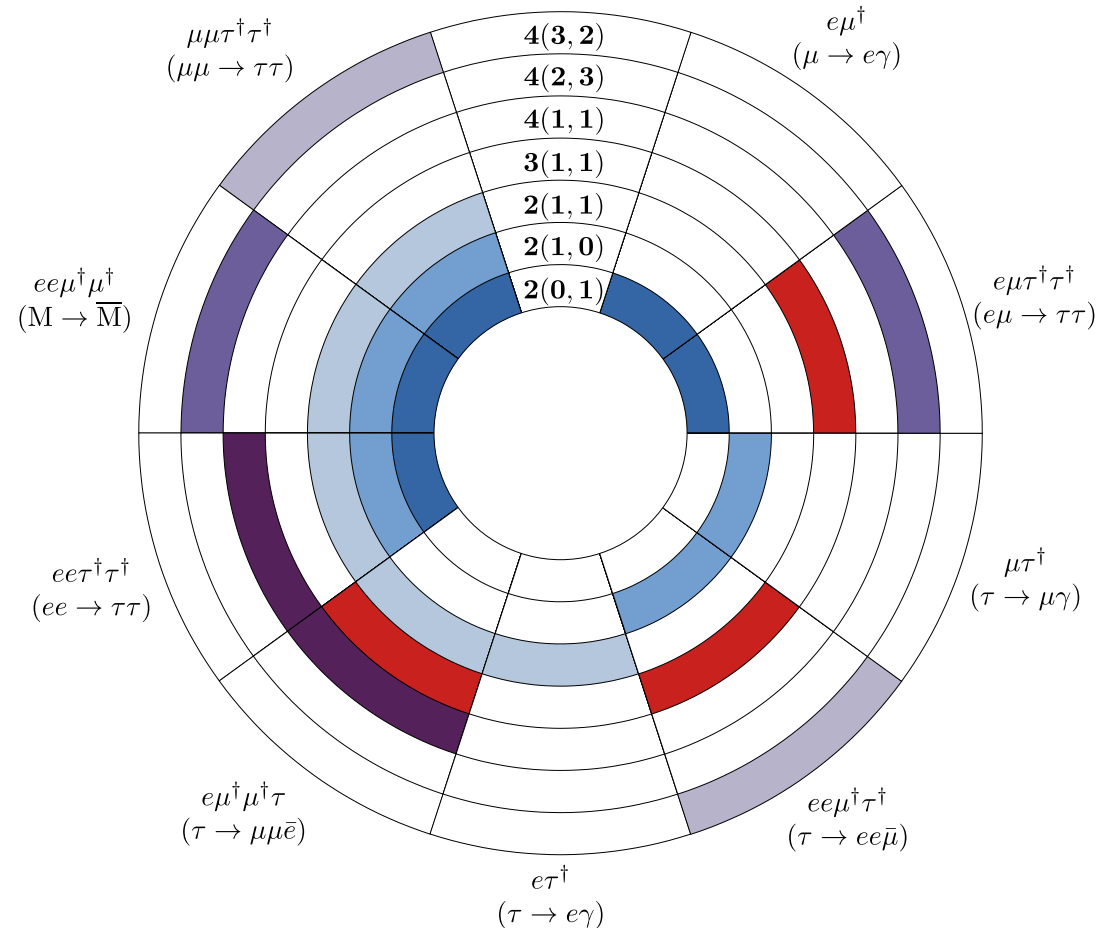 4(3, 2)
4(2, 3)
4(1, 1)
3(1, 1)
2(1, 1)
2(1, 0)
2(0, 1)
eμ†
(μ → eγ)
eμτ†τ†
(eμ → ττ)
μτ†
(τ → μγ)
eeμ†τ†
(τ → eeμ̄)
eτ†
(τ → eγ)
eμ†μ†τ
(τ → μμē)
eeτ†τ†
(ee → ττ)
eeμ†μ†
(M → M̅)
μμτ†τ†
(μμ → ττ)